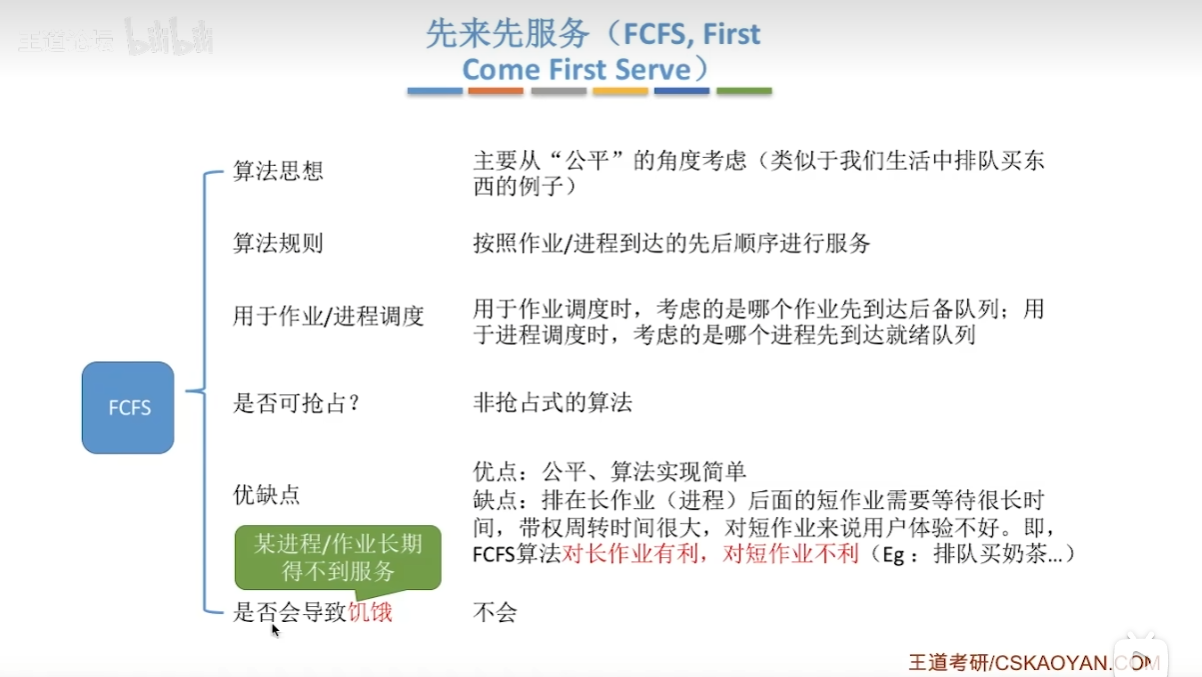 王道论坛 bilibili
先来先服务（FCFS, First
Come First Serve）
算法思想
主要从“公平”的角度考虑（类似于我们生活中排队买东
西的例子）
算法规则
按照作业/进程到达的先后顺序进行服务
用于作业/进程调度
用于作业调度时，考虑的是哪个作业先到达后备队列；用
于进程调度时，考虑的是哪个进程先到达就绪队列
FCFS
是否可抢占？
非抢占式的算法
优缺点
优点：公平、算法实现简单
缺点：排在长作业（进程）后面的短作业需要等待很长时
间，带权周转时间很大，对短作业来说用户体验不好。即，
FCFS算法对长作业有利，对短作业不利（Eg：排队买奶茶...）
某进程/作业长期
得不到服务
是否会导致饥饿
不会
王道考研/CSKAOYAN.COM